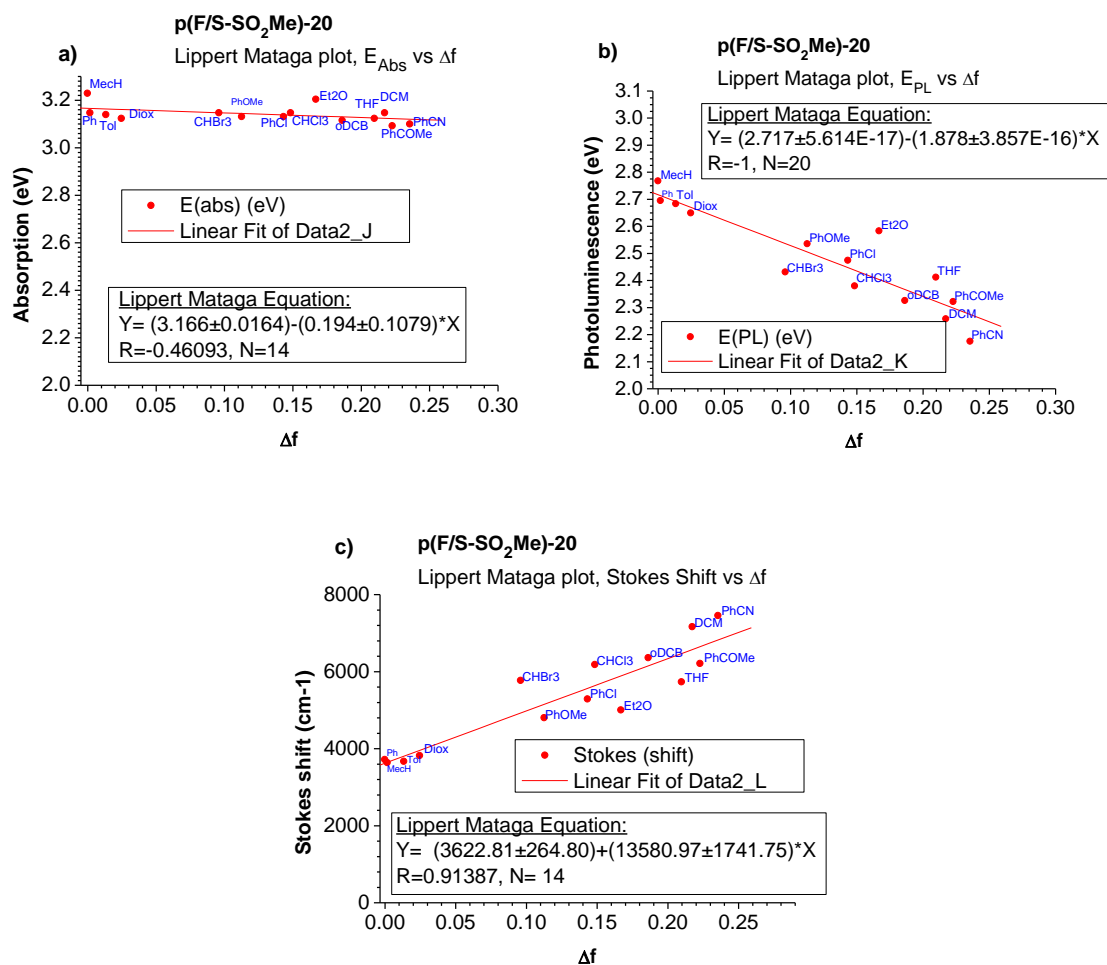 a)
p(F/S-SO2Me)-20
Lippert Mataga plot, EAbs vs Δf
MecH
Ph
Tol
Diox
CHBr3
PhOMe
PhCl
CHCl3
Et2O
oDCB
THF
DCM
PhCOMe
PhCN
E(abs) (eV)
Linear Fit of Data2_J
Lippert Mataga Equation:
Y= (3.166±0.0164)-(0.194±0.1079)*X
R=-0.46093, N=14
Absorption (eV)
3.2
3.0
2.8
2.6
2.4
2.2
2.0
0.00 0.05 0.10 0.15 0.20 0.25 0.30
Δf
b)
p(F/S-SO2Me)-20
Lippert Mataga plot, EPL vs Δf
Lippert Mataga Equation:
Y= (2.717±5.614E-17)-(1.878±3.857E-16)*X
R=-1, N=20
MecH
Ph
Tol
Diox
CHBr3
PhOMe
PhCl
CHCl3
Et2O
oDCB
THF
PhCOMe
DCM
PhCN
E(PL) (eV)
Linear Fit of Data2_K
Photoluminescence (eV)
3.1
3.0
2.9
2.8
2.7
2.6
2.5
2.4
2.3
2.2
2.1
2.0
0.00 0.05 0.10 0.15 0.20 0.25 0.30
Δf
c)
p(F/S-SO2Me)-20
Lippert Mataga plot, Stokes Shift vs Δf
PhCN
DCM
oDCB
CHCl3
PhCOMe
CHBr3
THF
PhCl
PhOMe
Et2O
Ph
MecH
Tol
Diox
Stokes (shift)
Linear Fit of Data2_L
Lippert Mataga Equation:
Y= (3622.81±264.80)+(13580.97±1741.75)*X
R=0.91387, N= 14
Stokes shift (cm-1)
8000
6000
4000
2000
0
0.00 0.05 0.10 0.15 0.20 0.25
Δf